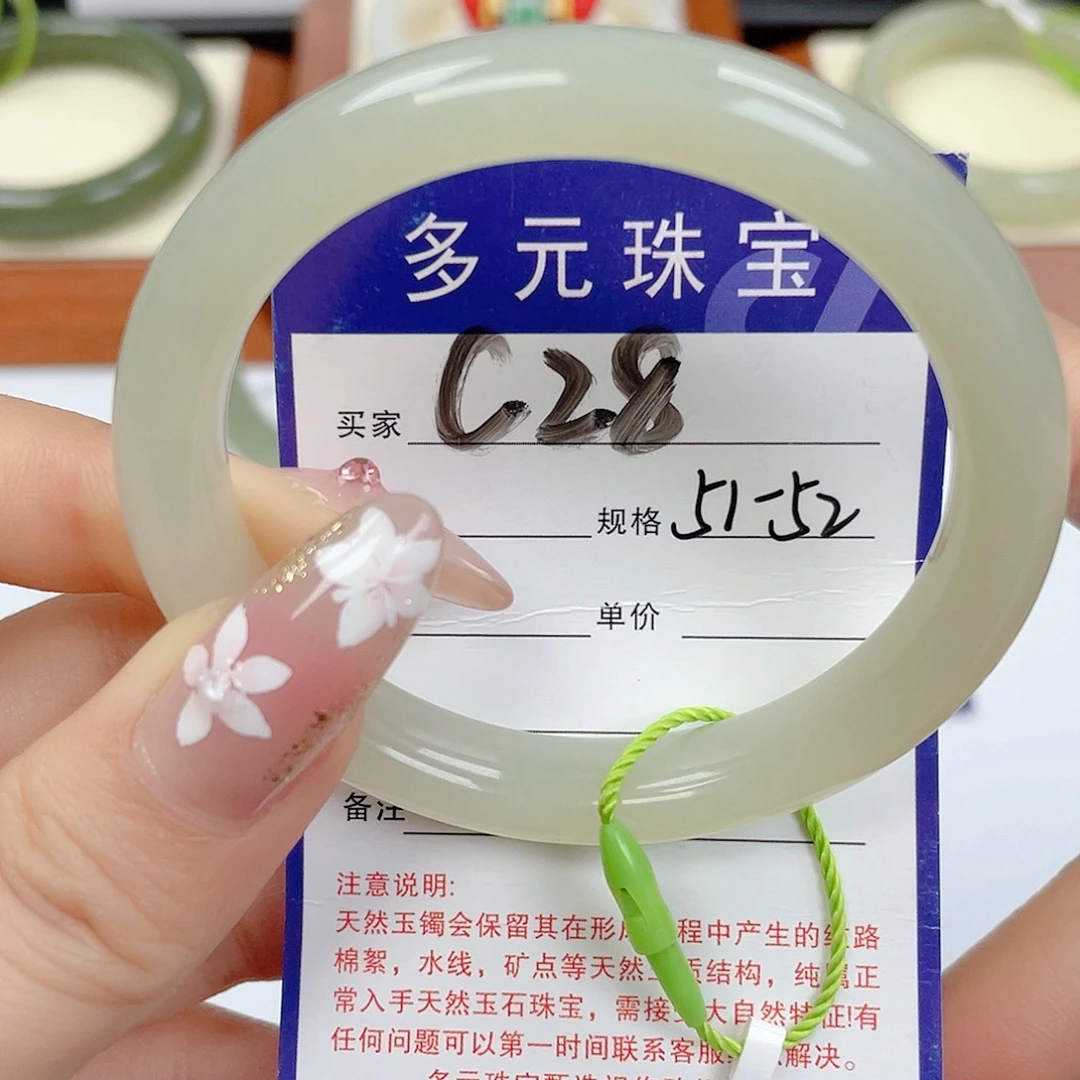 多元珠宝
买家 C28
规格 51-52
单价
备注
注意说明:
天然玉镯会保留其在形 程中产生的 路
棉絮，水线，矿点等天然 质结构，纯属正
常入手天然玉石珠宝，需接 大自然特征!有
任何问题可以第一时间联系客服 解决。